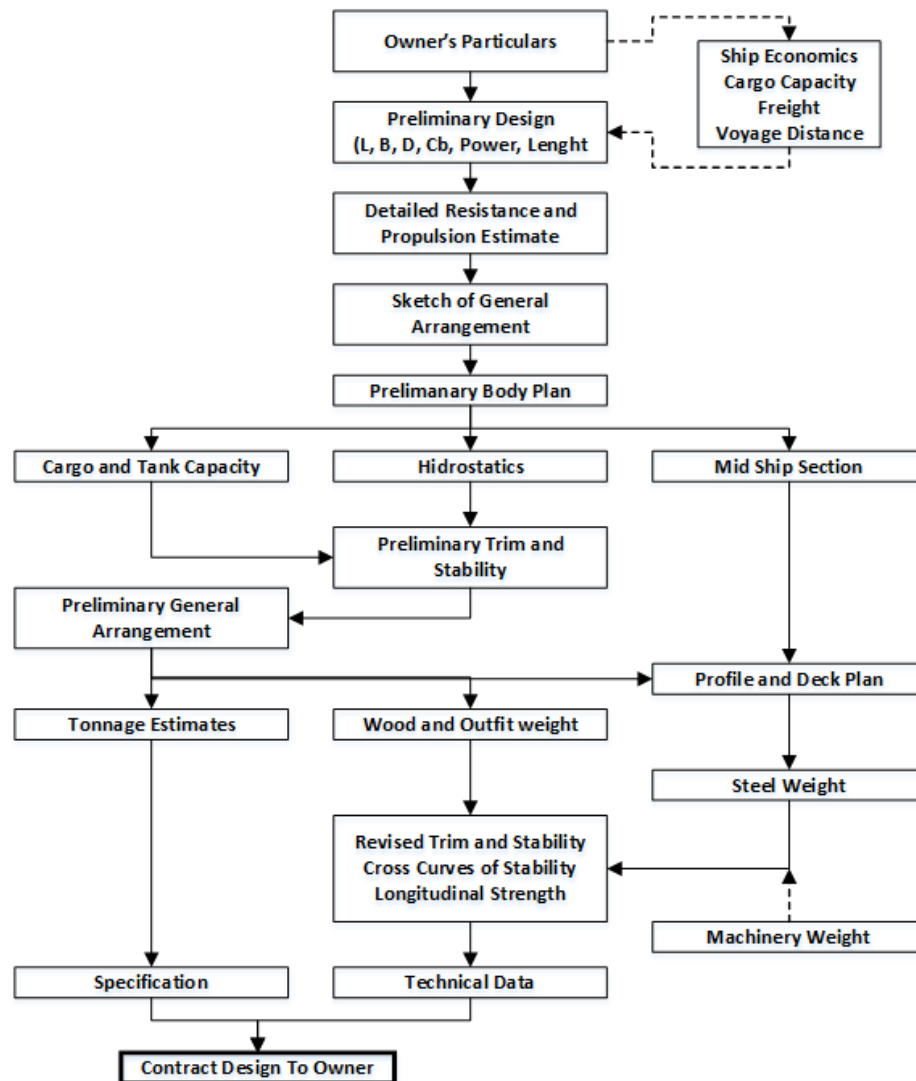 Owner's Particulars
Ship Economics
Cargo Capacity
Freight
Voyage Distance
Preliminary Design
(L, B, D, Cb, Power, Lenght
Detailed Resistance and
Propulsion Estimate
Sketch of General
Arrangement
Prelimanary Body Plan
Cargo and Tank Capacity
Hidrostatics
Mid Ship Section
Preliminary Trim and
Stability
Preliminary General
Arrangement
Profile and Deck Plan
Tonnage Estimates
Wood and Outfit weight
Steel Weight
Revised Trim and Stability
Cross Curves of Stability
Longitudinal Strength
Machinery Weight
Specification
Technical Data
Contract Design To Owner